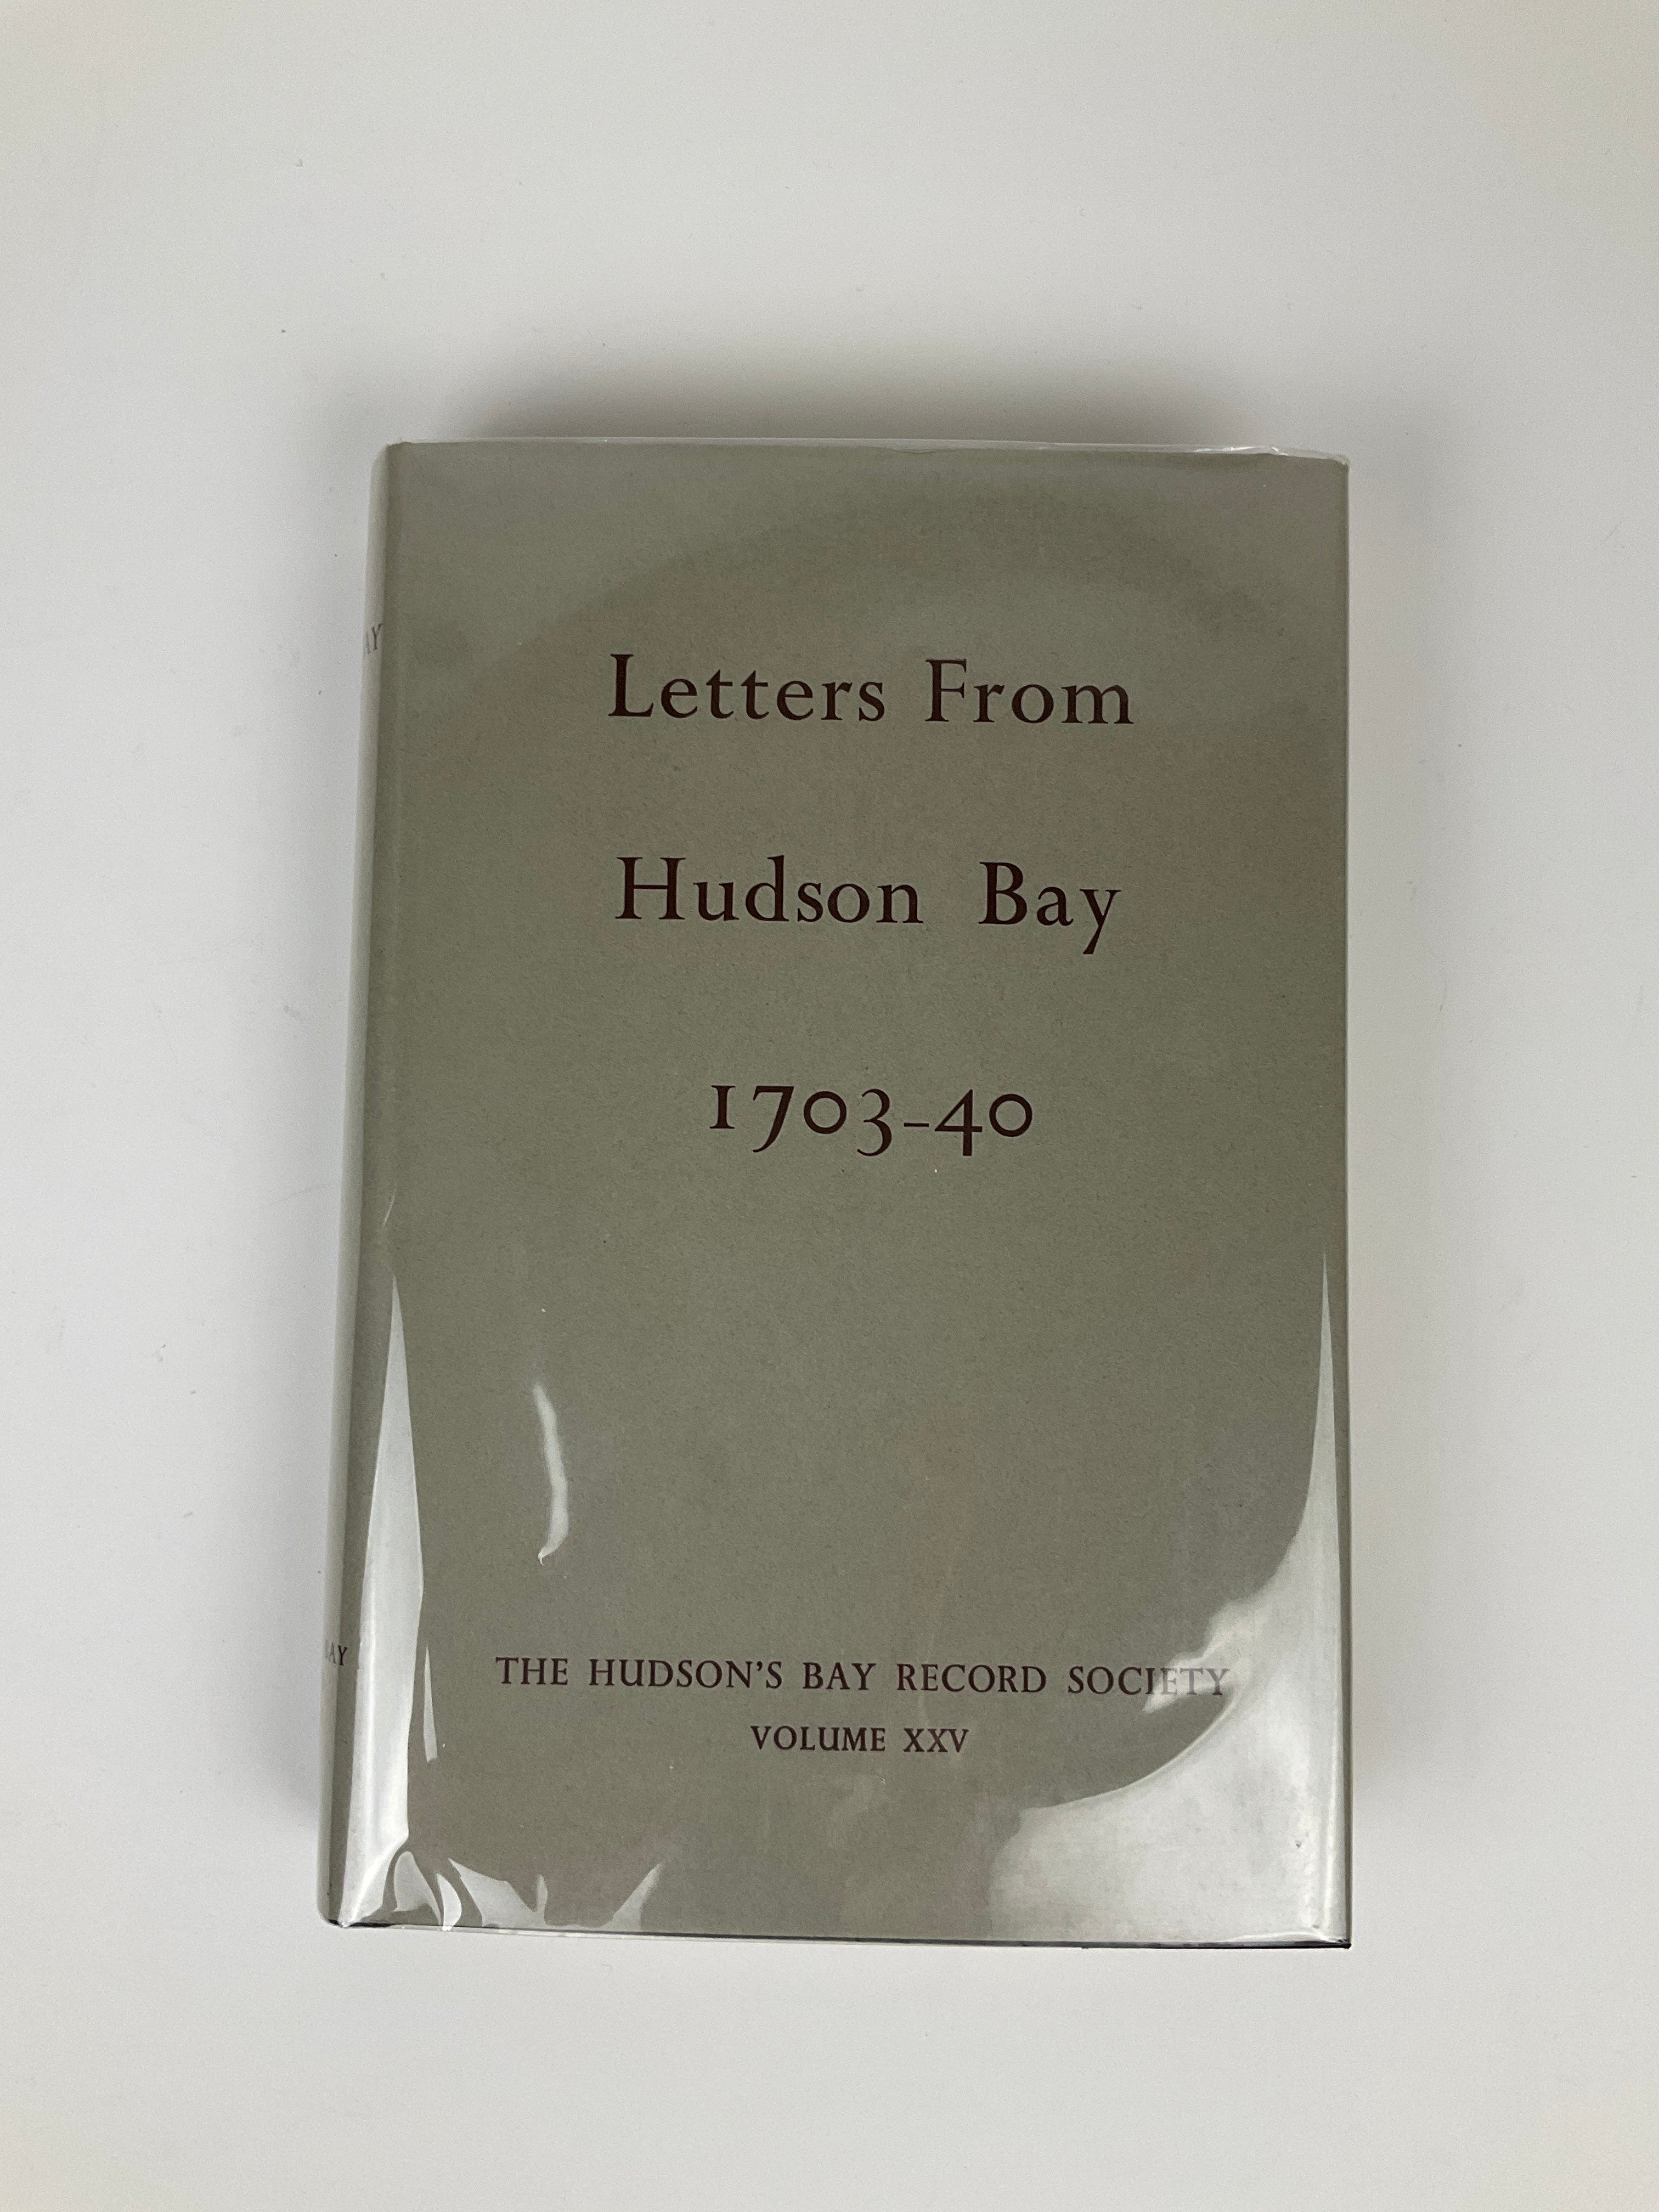 Letters From
Hudson Bay
1703-40
THE HUDSON'S BAY RECORD SOCIETY
VOLUME XXV